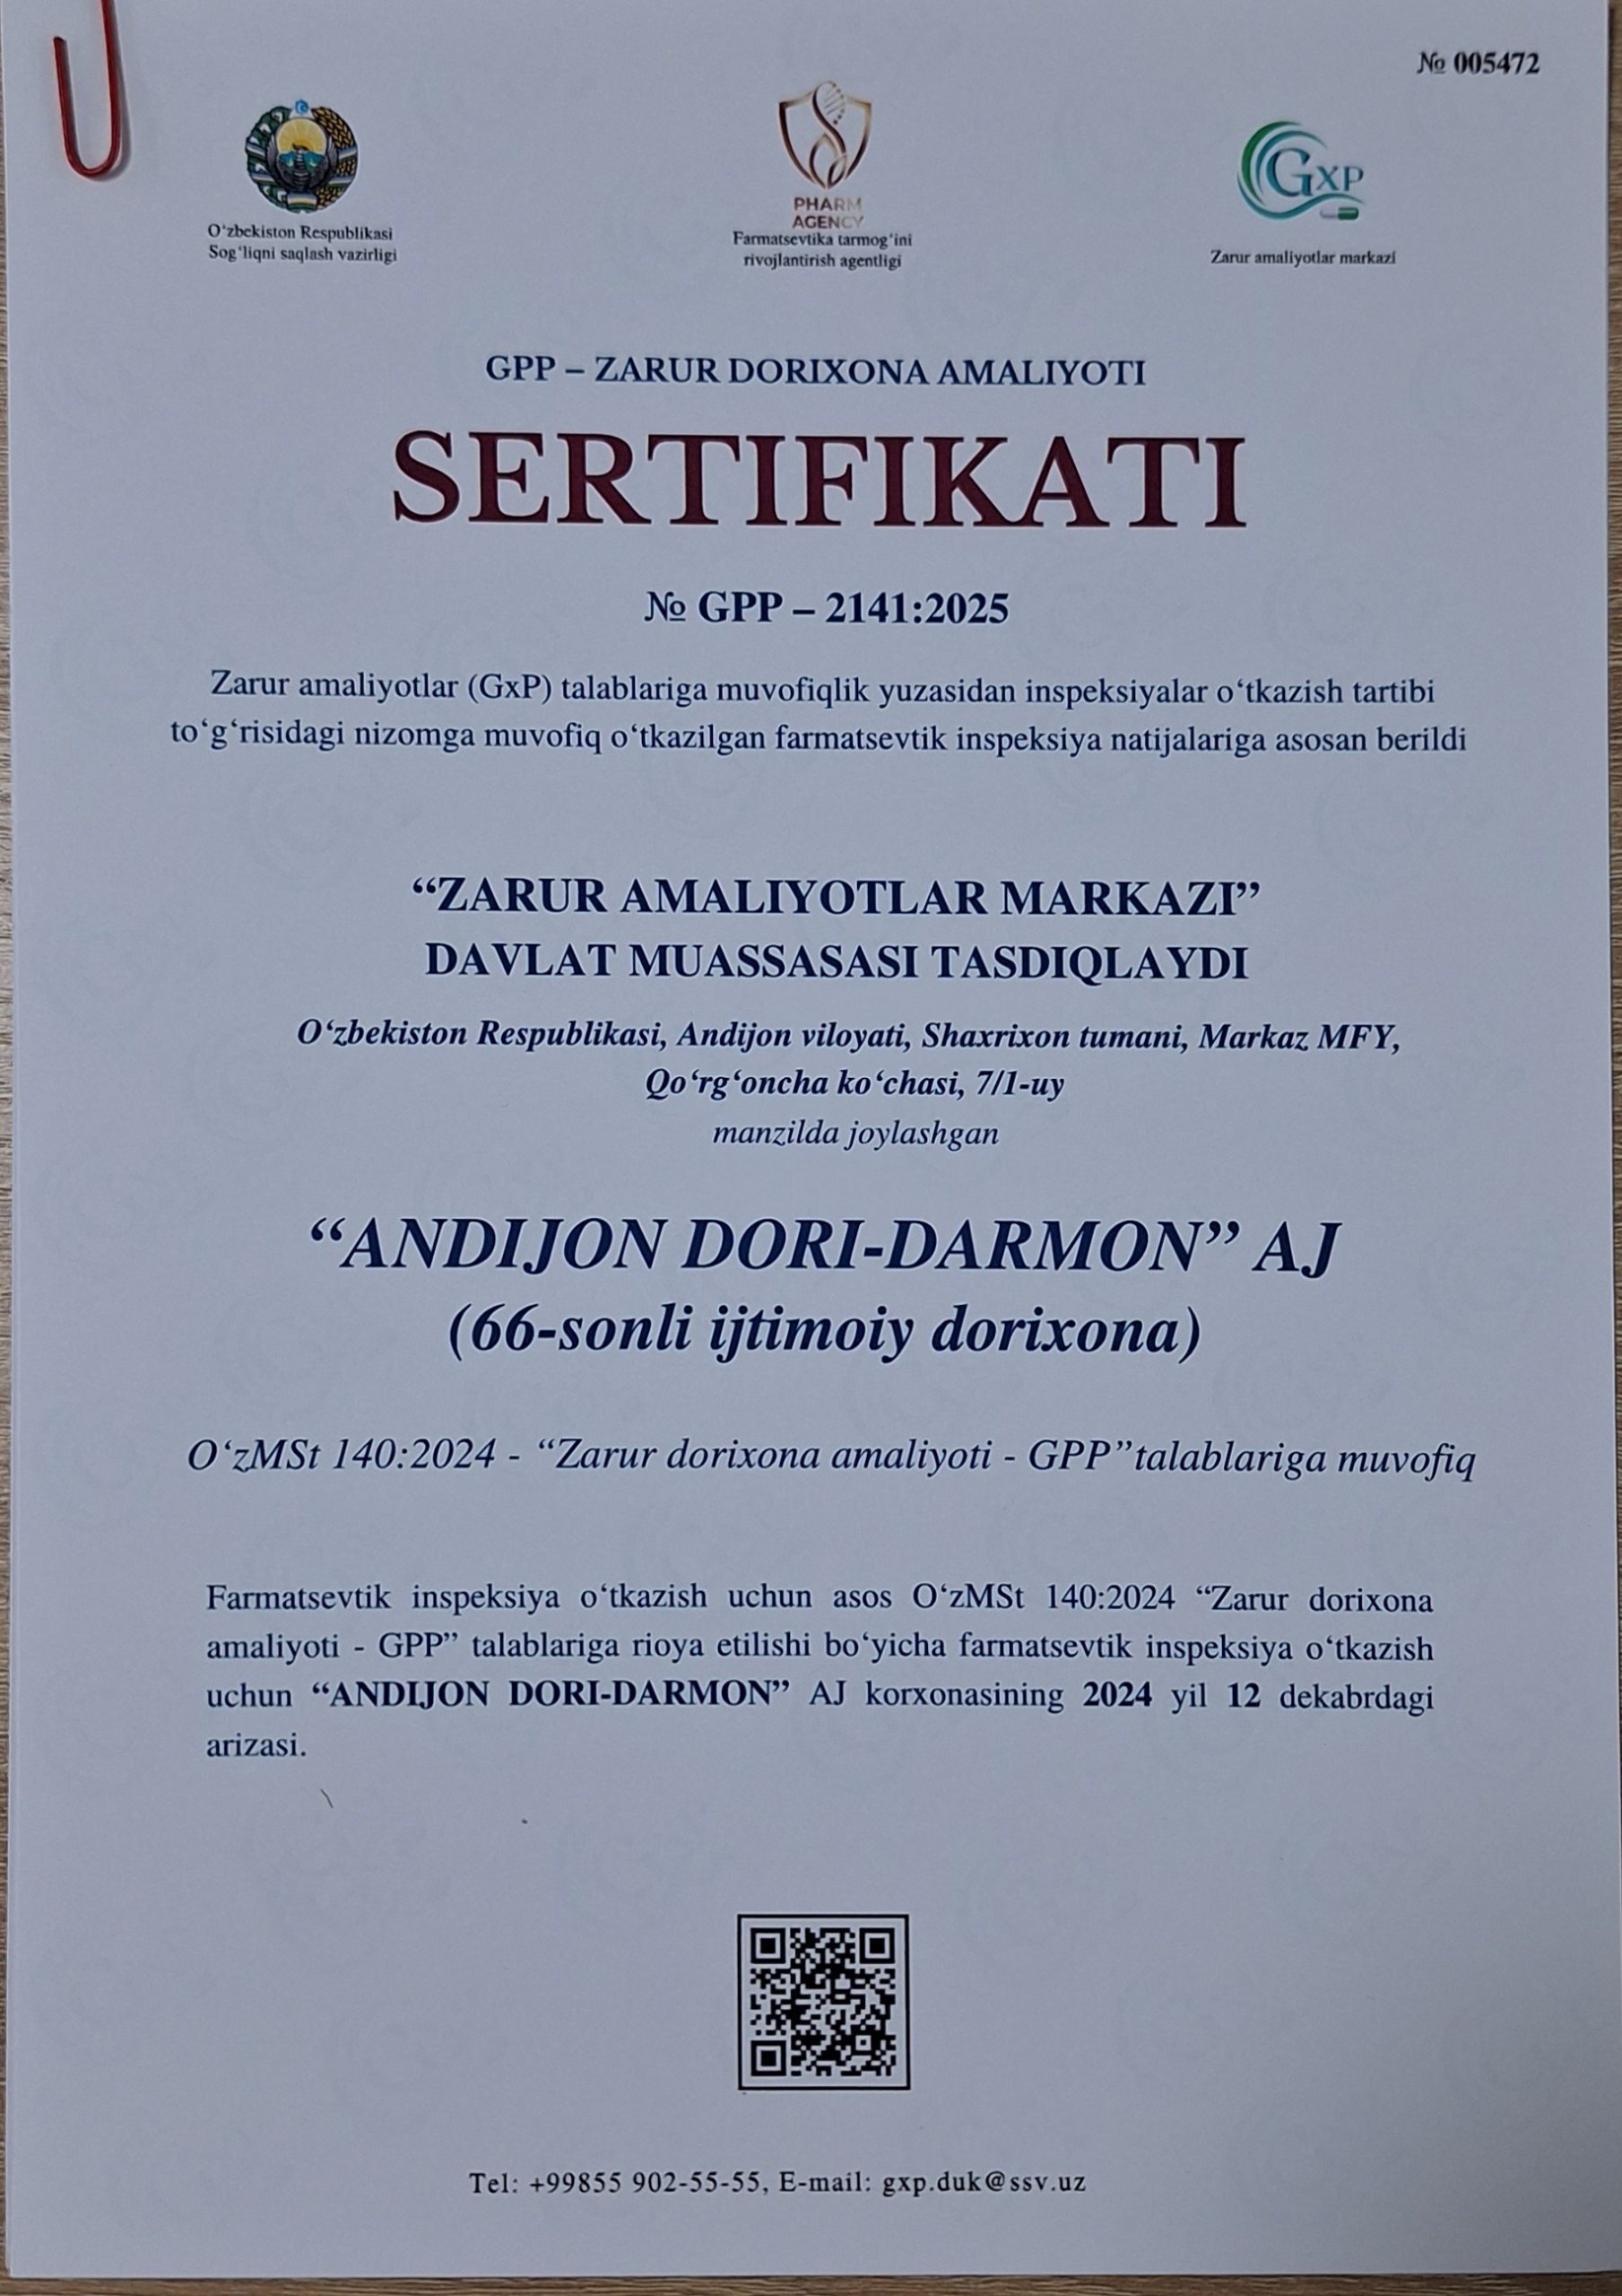 № 005472
O‘zbekiston Respublikasi
Sog‘liqni saqlash vazirligi
PHARM
AGENCY
Farmatsevtika tarmog‘ini
rivojlantirish agentligi
GXP
Zarur amaliyotlar markazi
GPP – ZARUR DORIXONA AMALIYOTI
SERTIFIKATI
№ GPP – 2141:2025
Zarur amaliyotlar (GxP) talablariga muvofiqlik yuzasidan inspeksiyalar o‘tkazish tartibi
to‘g‘risidagi nizomga muvofiq o‘tkazilgan farmatsevtik inspeksiya natijalariga asosan berildi
“ZARUR AMALIYOTLAR MARKAZI”
DAVLAT MUASSASASI TASDIQLAYDI
O‘zbekiston Respublikasi, Andijon viloyati, Shaxrixon tumani, Markaz MFY,
Qo‘rg‘oncha ko‘chasi, 7/1-uy
manzilda joylashgan
“ANDIJON DORI-DARMON” AJ
(66-sonli ijtimoiy dorixona)
O‘zMSt 140:2024 - “Zarur dorixona amaliyoti - GPP”talablariga muvofiq
Farmatsevtik inspeksiya o‘tkazish uchun asos O‘zMSt 140:2024 “Zarur dorixona
amaliyoti - GPP” talablariga rioya etilishi bo‘yicha farmatsevtik inspeksiya o‘tkazish
uchun “ANDIJON DORI-DARMON” AJ korxonasining 2024 yil 12 dekabrdagi
arizasi.
Tel: +99855 902-55-55, E-mail: gxp.duk@ssv.uz